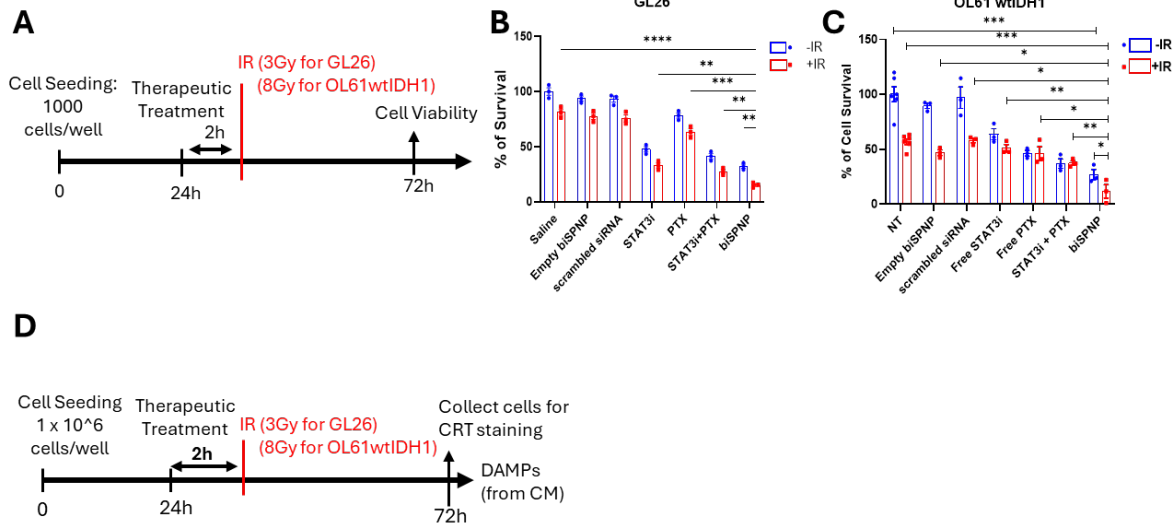 A
Cell Seeding:
1000
cells/well
Therapeutic
Treatment
2h
IR (3Gy for GL26)
(8Gy for OL61wtIDH1)
Cell Viability
0
24h
72h
B
GL26
% of Survival
150
100
50
0
****
**
***
**
**
-IR
+IR
Saline
Empty biSPNP
scrambled siRNA
STAT3i
PTX
STAT3i+PTX
biSPNP
C
OL61 wtIDH1
% of Cell Survival
150
100
50
0
***
***
*
*
**
*
**
*
-IR
+IR
NT
Empty biSPNP
scrambled siRNA
Free STAT3i
Free PTX
STAT3i + PTX
biSPNP
D
Cell Seeding
1 x 10^6
cells/well
Therapeutic
Treatment
2h
IR (3Gy for GL26)
(8Gy for OL61wtIDH1)
Collect cells for
CRT staining
DAMPs
(from CM)
0
24h
72h